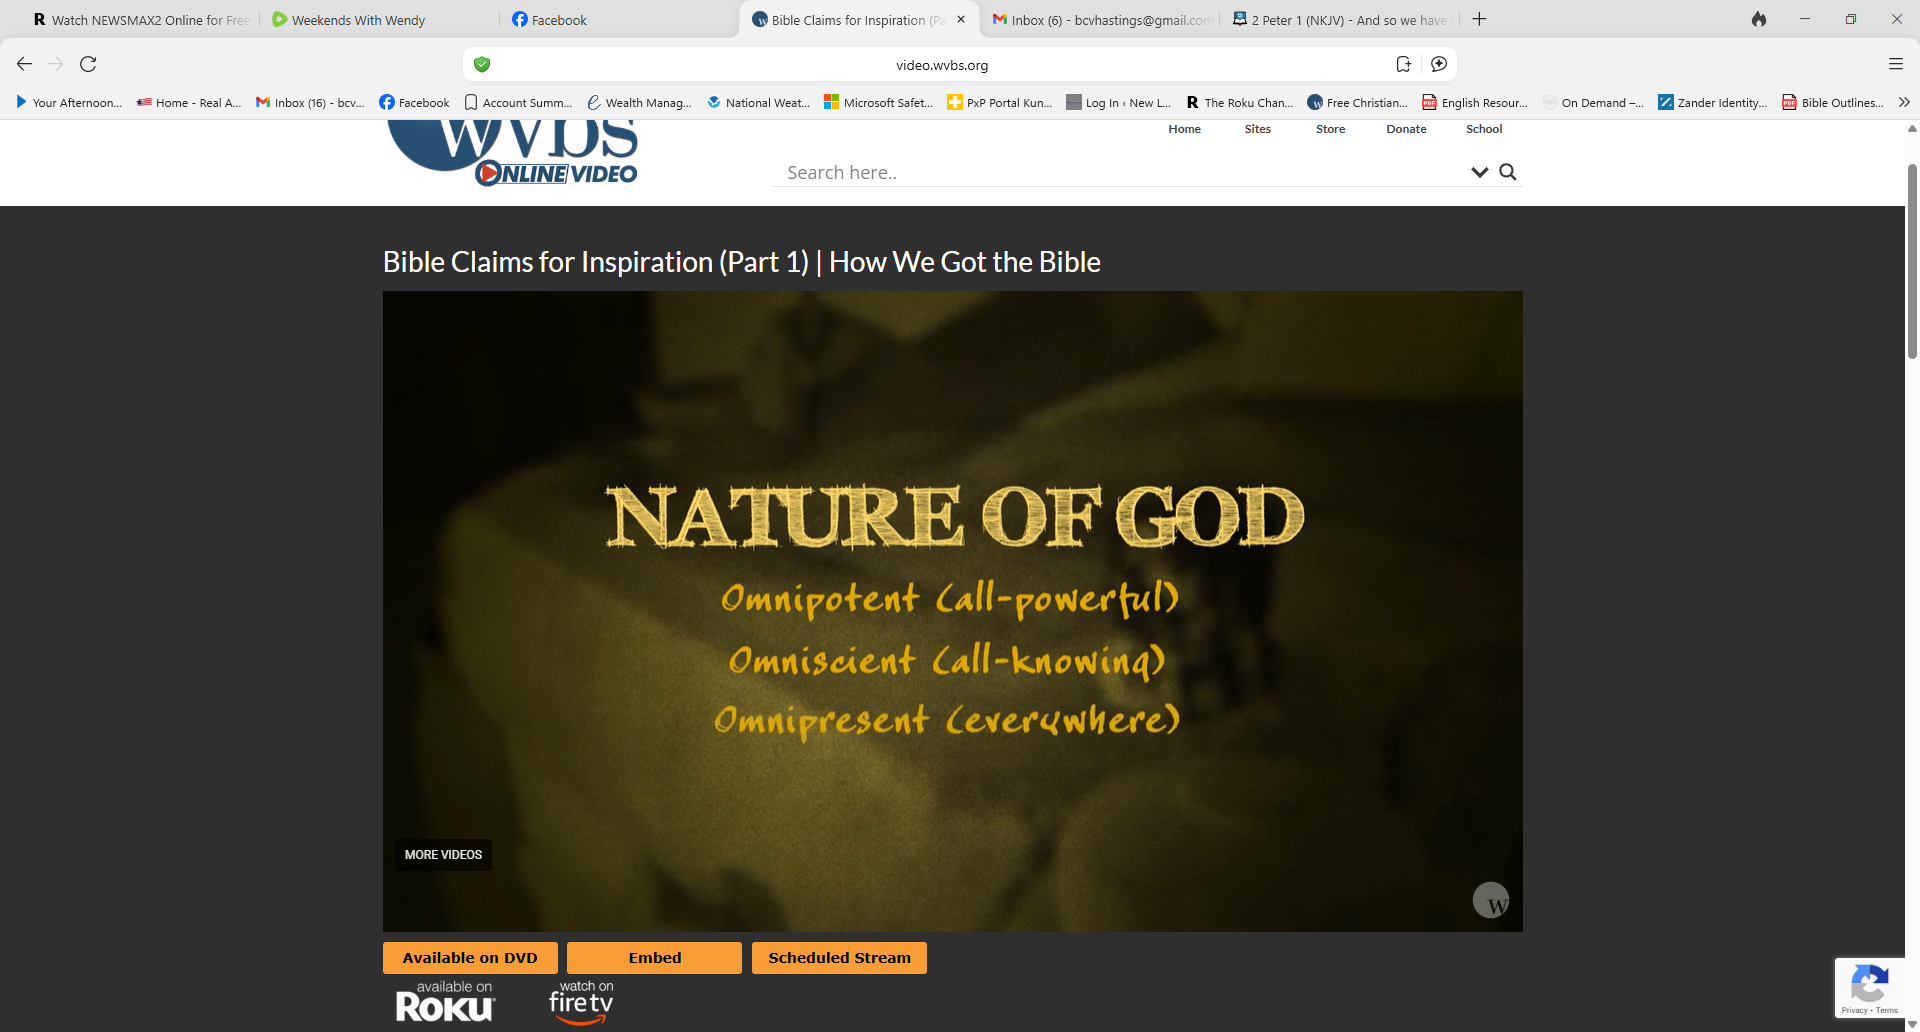 Watch NEWSMAX2 Online for Free
Weekends With Wendy
Facebook
Bible Claims for Inspiration (Pa
Inbox (6) - bcvhastings@gmail.com
2 Peter 1 (NKJV) - And so we have
video.wvbs.org
Your Afternoon...
Home - Real A...
Inbox (16) - bcv...
Facebook
Account Summ...
Wealth Manag...
National Weat...
Microsoft Safet...
PxP Portal Kun...
Log In ‹ New L...
The Roku Chan...
Free Christian...
English Resour...
On Demand –...
Zander Identity...
Bible Outlines...
wvbs
ONLINE VIDEO
Home
Sites
Store
Donate
School
Search here..
Bible Claims for Inspiration (Part 1) | How We Got the Bible
NATURE OF GOD
Omnipotent (all-powerful)
Omniscient (all-knowing)
Omnipresent (everywhere)
MORE VIDEOS
W
Available on DVD
Embed
Scheduled Stream
available on
ROKU
watch on
fire tv
Privacy - Terms